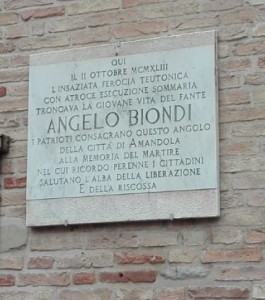 QUI
IL 11 OTTOBRE MCMXLIII
L'INSAZIATA FEROCIA TEUTONICA
CON ATROCE ESECUZIONE SOMMARIA
TRONCAVA LA GIOVANE VITA DEL FANTE
ANGELO BIONDI
I PATRIOTI CONSACRANO QUESTO ANGOLO
DELLA CITTÀ DI AMANDOLA
ALLA MEMORIA DEL MARTIRE
NEL CUI RICORDO PERENNE I CITTADINI
SALUTANO L'ALBA DELLA LIBERAZIONE
E DELLA RISCOSSA